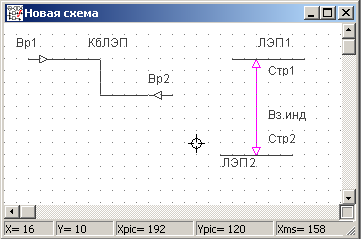 Новая схема
Вр1 КбЛЭП ЛЭП1
Стр1
Вр2
Вз.инд
Стр2
ЛЭП2
X= 16 Y= 10 Xpic= 192 Ypic= 120 Xms= 158